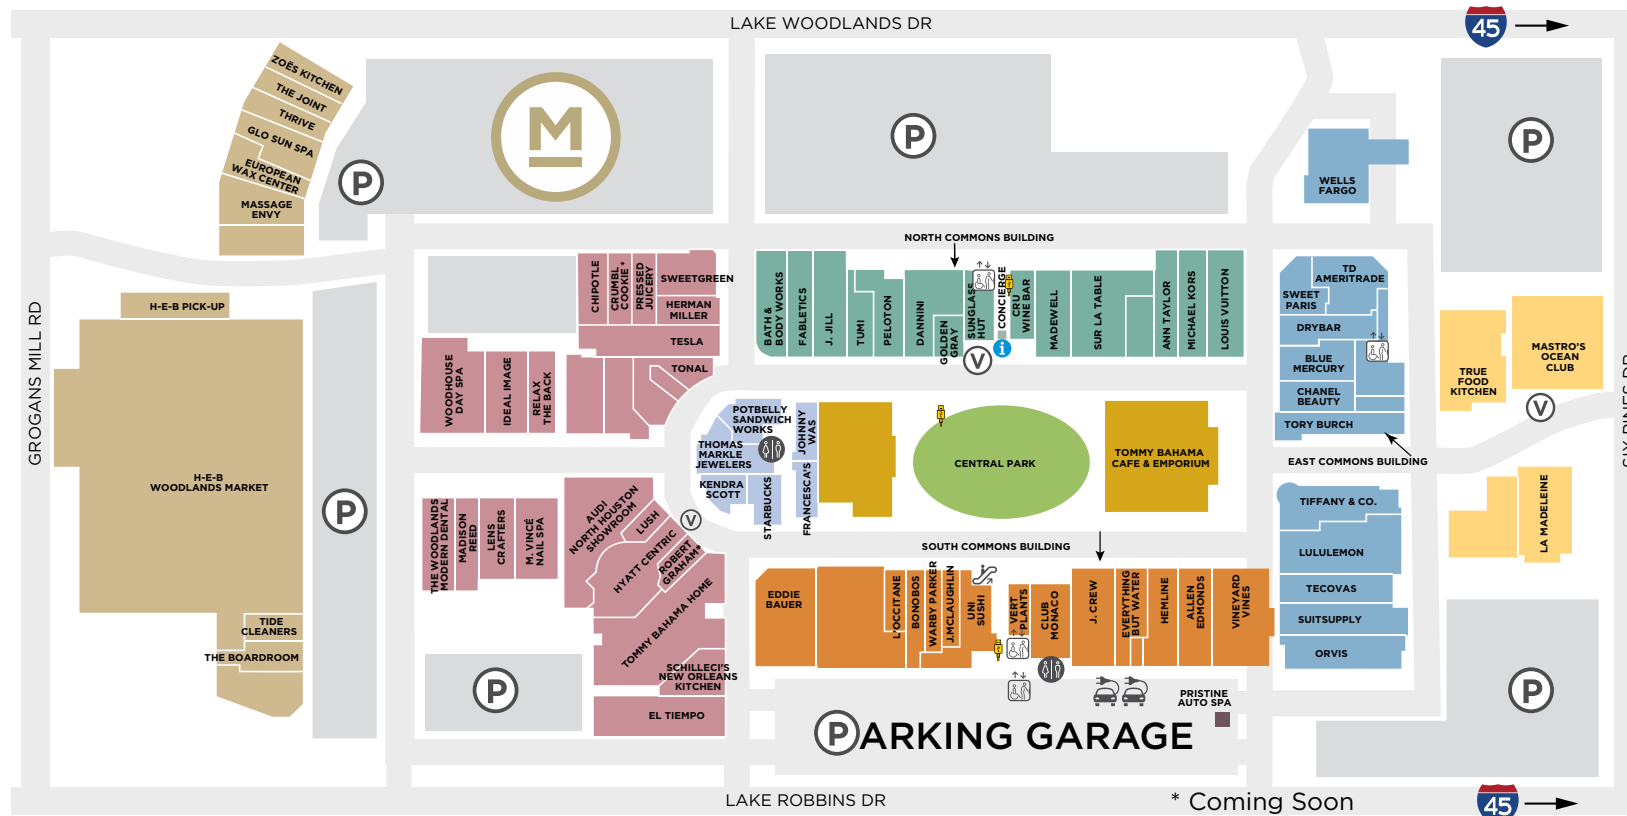 LAKE WOODLANDS DR
45
ZOËS KITCHEN
THE JOINT
THRIVE
GLO SUN SPA
EUROPEAN
WAX CENTER
MASSAGE
ENVY
P
M
P
P
WELLS
FARGO
GROGANS MILL RD
H-E-B PICK-UP
H-E-B
WOODLANDS MARKET
TIDE
CLEANERS
THE BOARDROOM
P
CHIPOTLE
CRUMBL
COOKIE *
PRESSED
JUICERY
SWEETGREEN
HERMAN
MILLER
TESLA
TONAL
WOODHOUSE
DAY SPA
IDEAL IMAGE
RELAX
THE BACK
NORTH COMMONS BUILDING
BATH &
BODY WORKS
FABLETICS
J. JILL
TUMI
PELOTON
DANNINI
GOLDEN
GRAY
SUNGLASS
HUT
CONCIERGE
i
V
CRU
WINE BAR
MADEWELL
SUR LA TABLE
ANN TAYLOR
MICHAEL KORS
LOUIS VUITTON
TD
AMERITRADE
SWEET
PARIS
DRYBAR
BLUE
MERCURY
CHANEL
BEAUTY
TORY BURCH
EAST COMMONS BUILDING
TRUE
FOOD
KITCHEN
MASTRO'S
OCEAN
CLUB
V
SIX PINES DR
POTBELLY
SANDWICH
WORKS
THOMAS
MARKLE
JEWELERS
KENDRA
SCOTT
STARBUCKS
JOHNNY
WAS
FRANCESCA'S
CENTRAL PARK
TOMMY BAHAMA
CAFE & EMPORIUM
THE WOODLANDS
MODERN DENTAL
MADISON
REED
LENS
CRAFTERS
M. VINCÉ
NAIL SPA
AUDI
NORTH HOUSTON
SHOWROOM
LUSH
HYATT CENTRIC
ROBERT
GRAHAM*
V
TOMMY BAHAMA HOME
SCHILLECI'S
NEW ORLEANS
KITCHEN
EL TIEMPO
P
SOUTH COMMONS BUILDING
EDDIE
BAUER
L'OCCITANE
BONOBOS
WARBY PARKER
J.MCLAUGHLIN
UNI
SUSHI
VERT
PLANTS
CLUB
MONACO
J. CREW
EVERYTHING
BUT WATER
HEMLINE
ALLEN
EDMONDS
VINEYARD
VINES
TIFFANY & CO.
LULULEMON
TECOVAS
SUITSUPPLY
ORVIS
LA MADELEINE
P
PRISTINE
AUTO SPA
PARKING GARAGE
LAKE ROBBINS DR
* Coming Soon
45